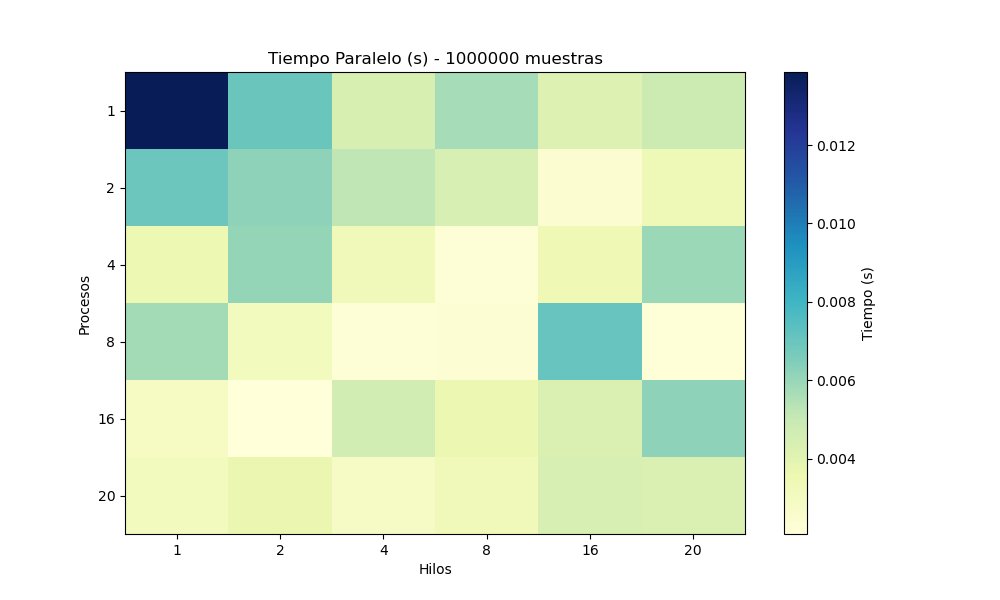 Tiempo Paralelo (s) - 1000000 muestras
1
2
4
8
16
20
Procesos
1 2 4 8 16 20
Hilos
0.012
0.010
0.008
0.006
0.004
Tiempo (s)